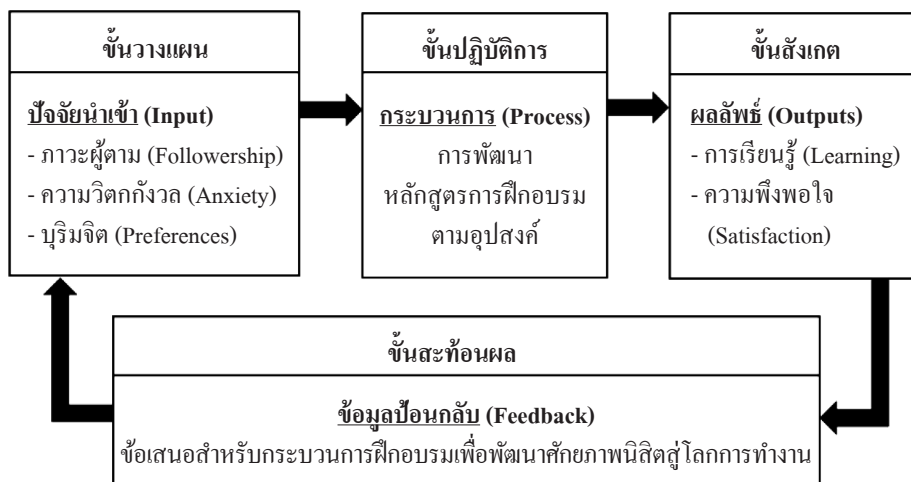 ขั้นวางแผน
ปัจจัยนำเข้า (Input)
- ภาวะผู้ตาม (Followership)
- ความวิตกกังวล (Anxiety)
- บุริมจิต (Preferences)
ขั้นปฏิบัติการ
กระบวนการ (Process)
การพัฒนา
หลักสูตรการฝึกอบรม
ตามอุปสงค์
ขั้นสังเกต
ผลลัพธ์ (Outputs)
- การเรียนรู้ (Learning)
- ความพึงพอใจ
(Satisfaction)
ขั้นสะท้อนผล
ข้อมูลป้อนกลับ (Feedback)
ข้อเสนอสำหรับกระบวนการฝึกอบรมเพื่อพัฒนาศักยภาพนิสิตสู่โลกการทำงาน